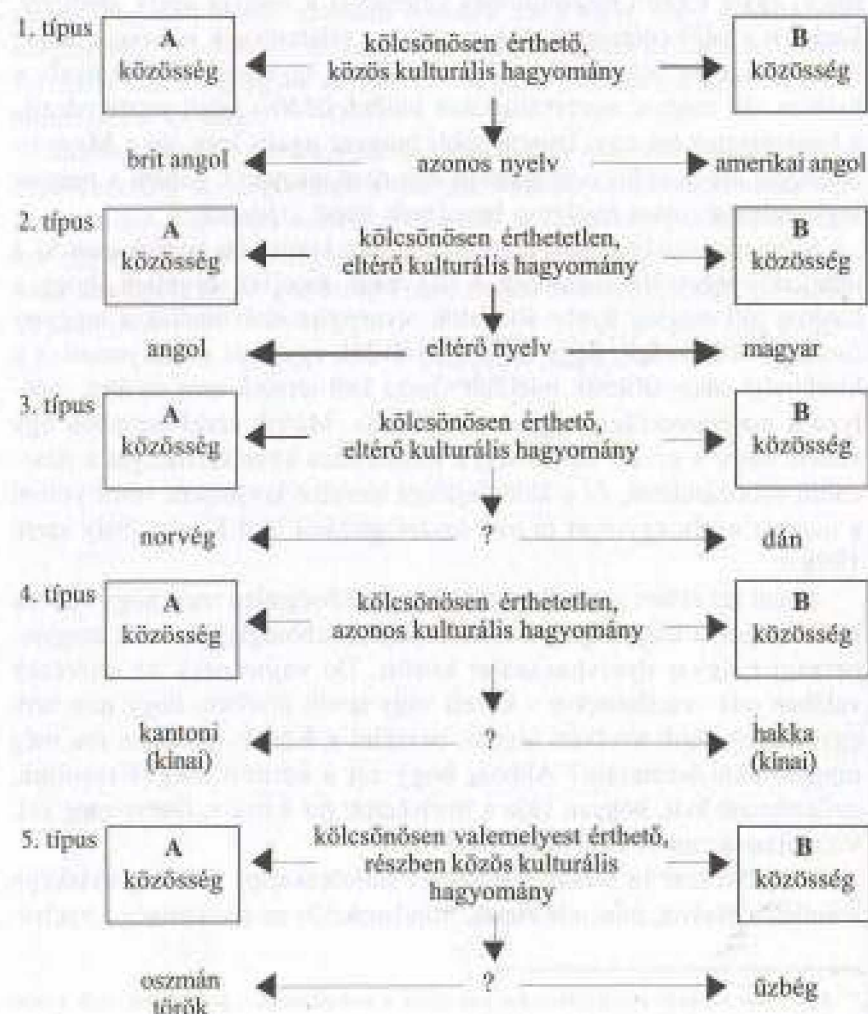 1. típus
A
közösség
kölcsönösen érthető,
közös kulturális hagyomány
B
közösség
brit angol
azonos nyelv
amerikai angol
2. típus
A
közösség
kölcsönösen érthetetlen,
eltérő kulturális hagyomány
B
közösség
angol
eltérő nyelv
magyar
3. típus
A
közösség
kölcsönösen érthető,
eltérő kulturális hagyomány
B
közösség
norvég
?
dán
4. típus
A
közösség
kölcsönösen érthetetlen,
azonos kulturális hagyomány
B
közösség
kantoni
(kínai)
?
hakka
(kínai)
5. típus
A
közösség
kölcsönösen valemelyest érthető,
részben közös kulturális
hagyomány
B
közösség
oszmán
török
?
üzbég